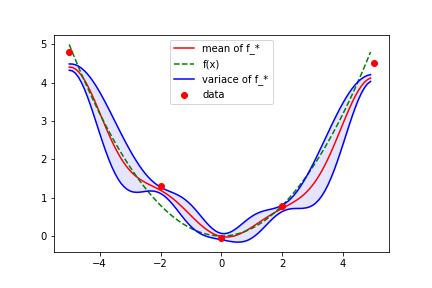 mean of f_*
f(x)
variace of f_*
data
5
4
3
2
1
0
−4
−2
0
2
4